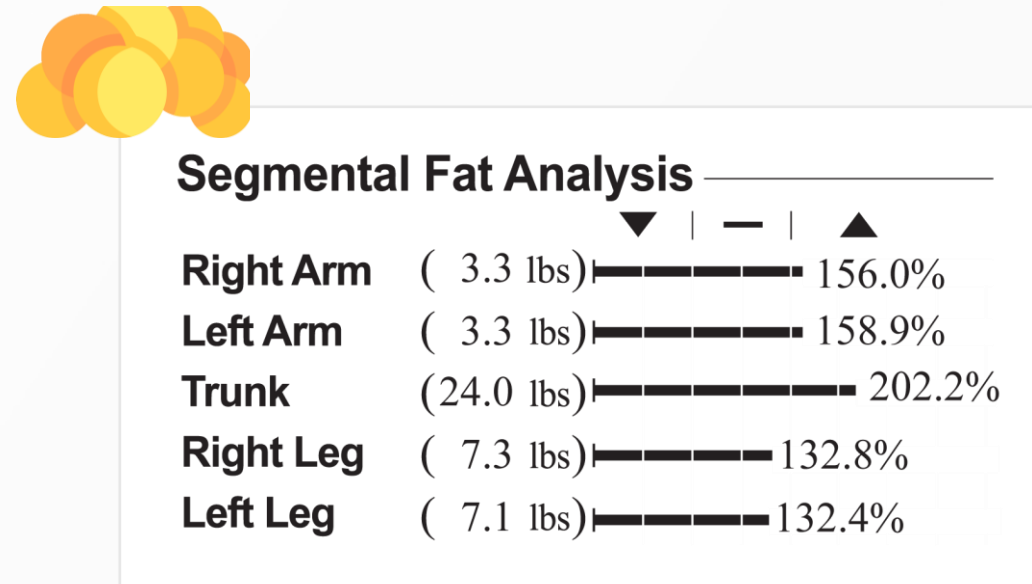 Segmental Fat Analysis
▼ | — | ▲
Right Arm ( 3.3 lbs) 156.0%
Left Arm ( 3.3 lbs) 158.9%
Trunk (24.0 lbs) 202.2%
Right Leg ( 7.3 lbs) 132.8%
Left Leg ( 7.1 lbs) 132.4%